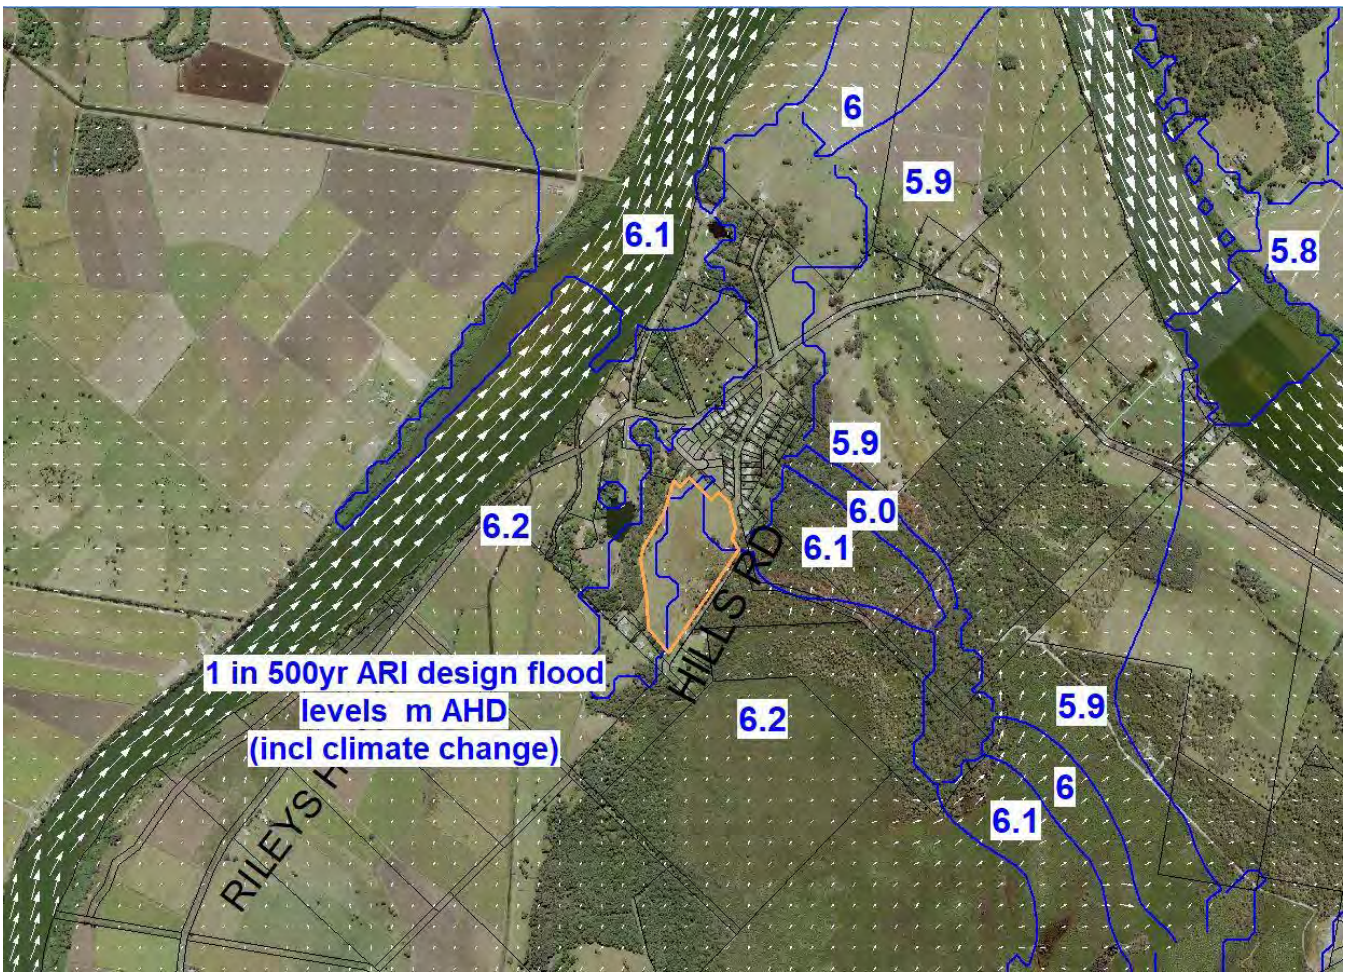 6
5.9
6.1
5.8
5.9
6.0
6.2
6.1
HILLS RD
1 in 500yr ARI design flood
levels m AHD
(incl climate change)
6.2
5.9
6
6.1
RILEYS H